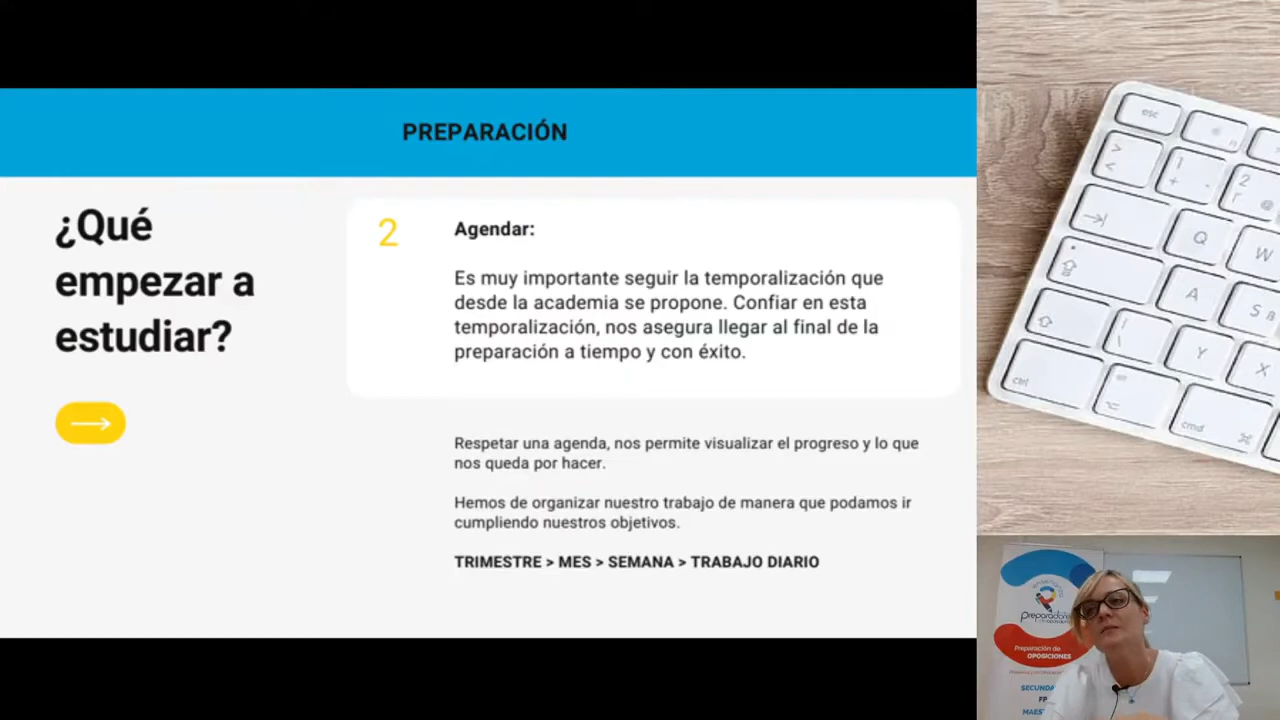 PREPARACIÓN
¿Qué
empezar a
estudiar?
2
Agendar:
Es muy importante seguir la temporalización que
desde la academia se propone. Confiar en esta
temporalización, nos asegura llegar al final de la
preparación a tiempo y con éxito.
Respetar una agenda, nos permite visualizar el progreso y lo que
nos queda por hacer.
Hemos de organizar nuestro trabajo de manera que podamos ir
cumpliendo nuestros objetivos.
TRIMESTRE > MES > SEMANA > TRABAJO DIARIO
esc
> 1 2
< + - r @
Q W
A S
Y X
ctrl
cmd
Preparación de
OPOSICIONES
FP